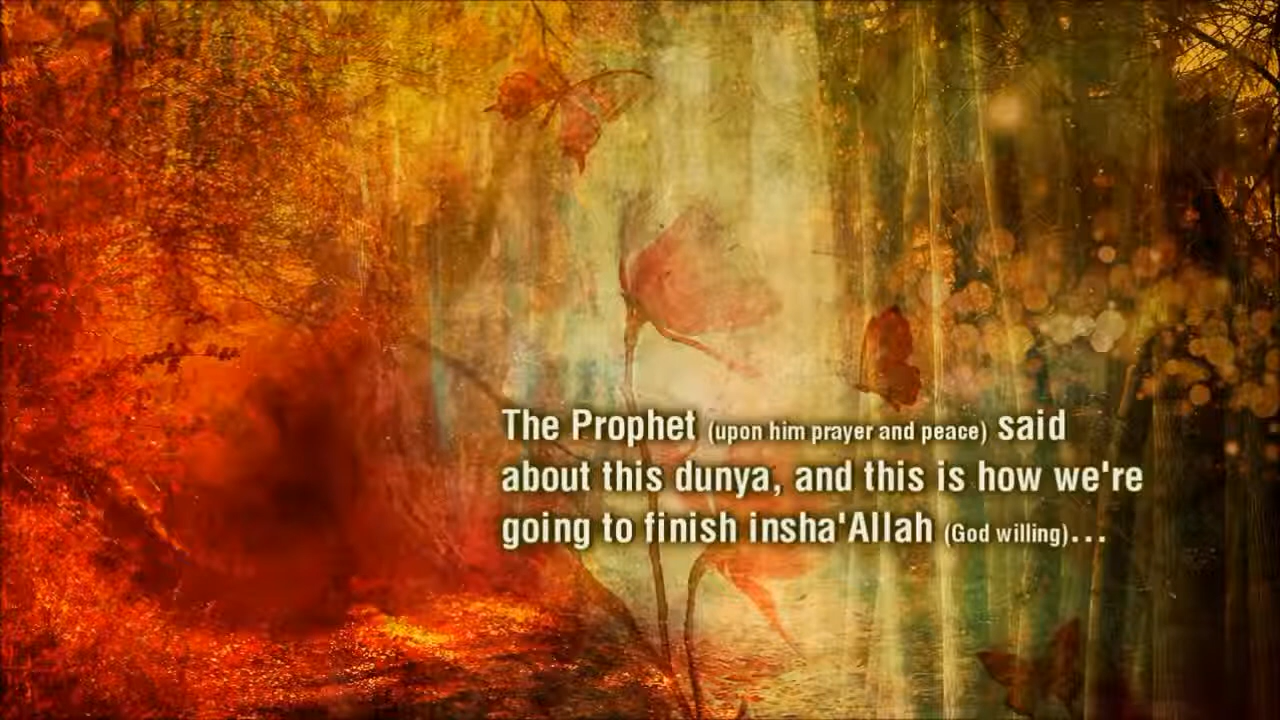 The Prophet (upon him prayer and peace) said
about this dunya, and this is how we're
going to finish insha'Allah (God willing)...